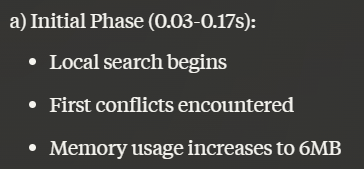 a) Initial Phase (0.03-0.17s):
• Local search begins
• First conflicts encountered
• Memory usage increases to 6MB